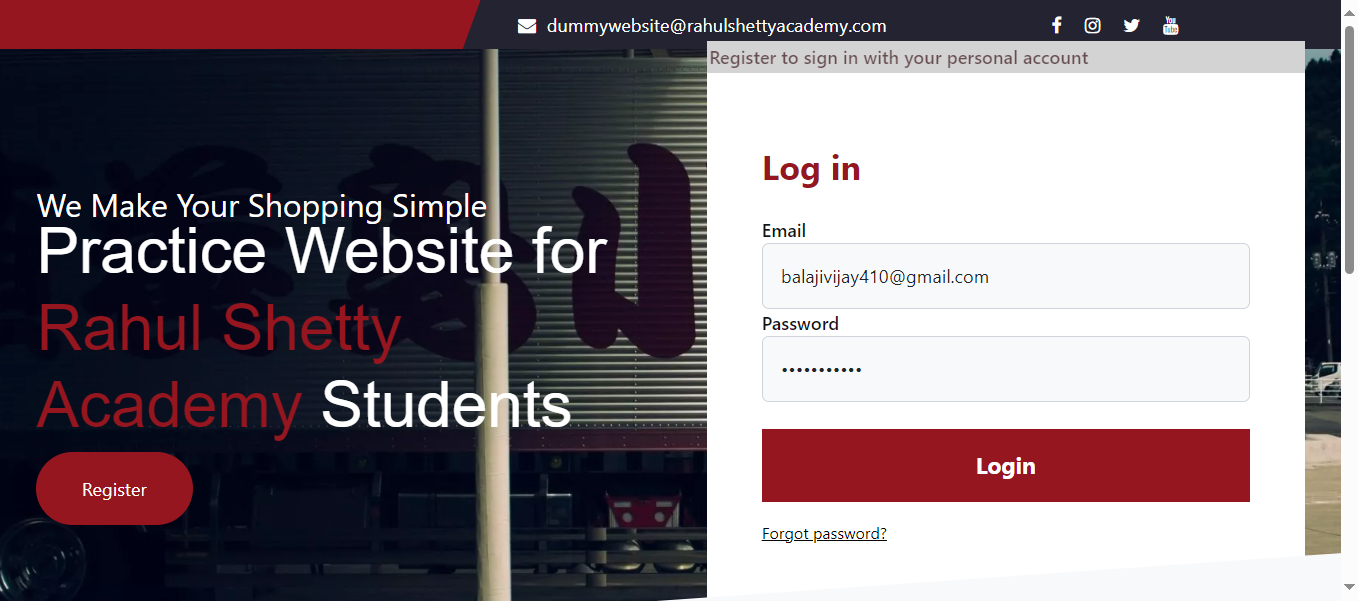 dummywebsite@rahulshettyacademy.com
Register to sign in with your personal account
We Make Your Shopping Simple
Practice Website for
Rahul Shetty
Academy Students
Register
Log in
Email
balajivijay410@gmail.com
Password
•••••••••••
Login
Forgot password?